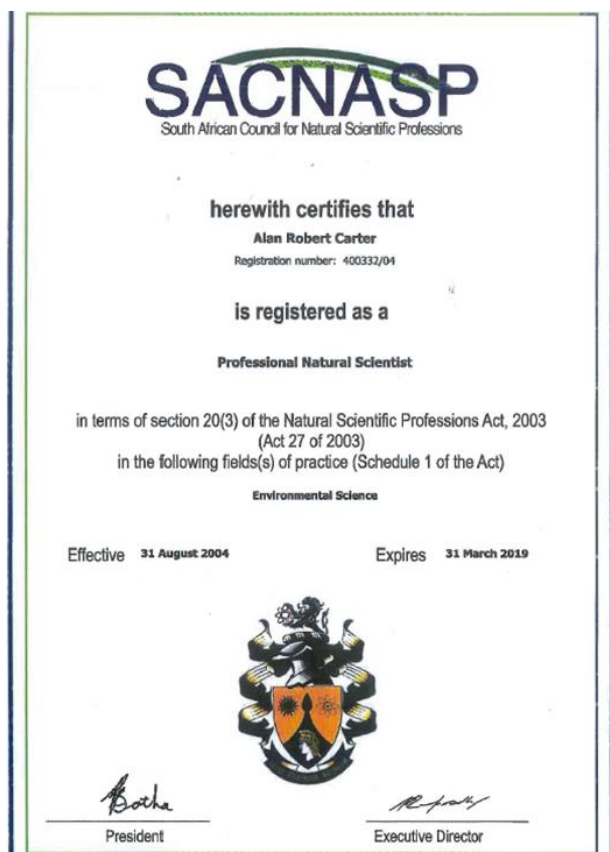 SACNASP
South African Council for Natural Scientific Professions
herewith certifies that
Alan Robert Carter
Registration number: 400332/04
is registered as a
Professional Natural Scientist
in terms of section 20(3) of the Natural Scientific Professions Act, 2003
(Act 27 of 2003)
in the following fields(s) of practice (Schedule 1 of the Act)
Environmental Science
Effective 31 August 2004 Expires 31 March 2019
Botha
President Executive Director